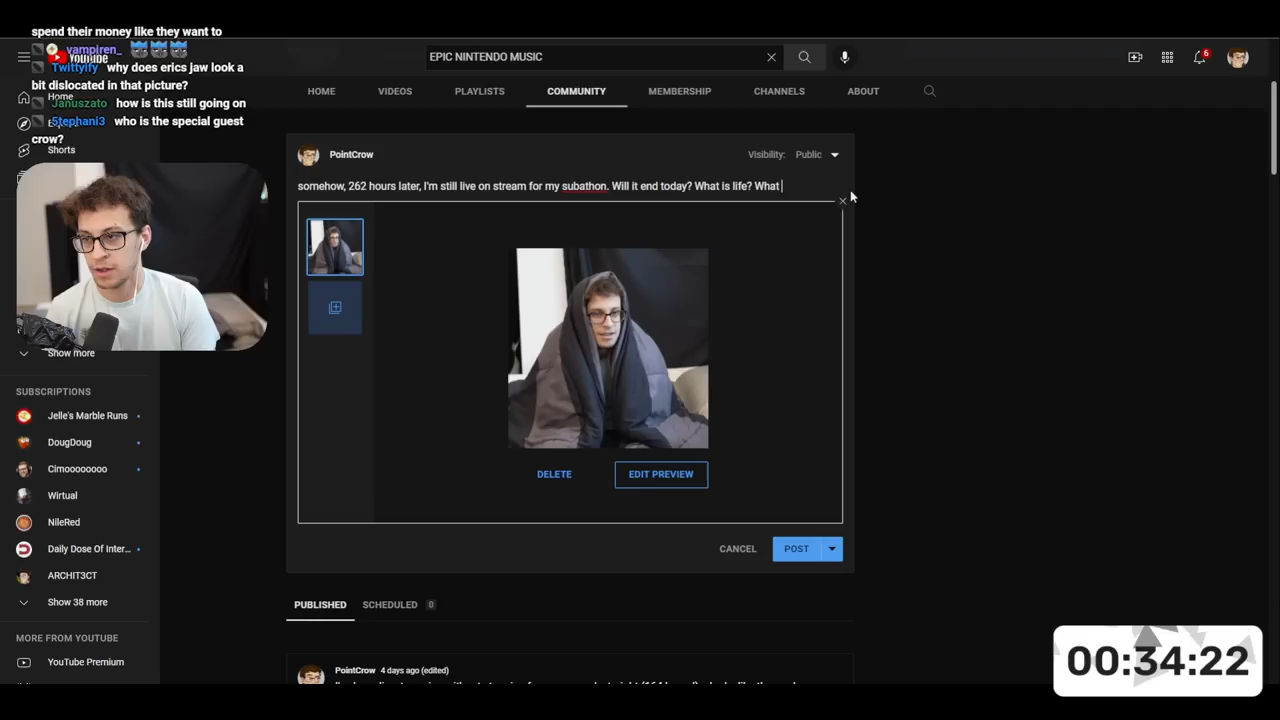 spend their money like they want to
vampiren_
Twittyify why does erics jaw look a
bit dislocated in that picture?
Januszato how is this still going on
5tephani3 who is the special guest
crow?
YouTube
EPIC NINTENDO MUSIC
6
HOME VIDEOS PLAYLISTS COMMUNITY MEMBERSHIP CHANNELS ABOUT
Home
Shorts
Show more
SUBSCRIPTIONS
Jelle's Marble Runs
DougDoug
Cimooooooo
Wirtual
NileRed
Daily Dose Of Inter...
ARCHIT3CT
Show 38 more
MORE FROM YOUTUBE
YouTube Premium
PointCrow
Visibility: Public
somehow, 262 hours later, I'm still live on stream for my subathon. Will it end today? What is life? What
DELETE EDIT PREVIEW
CANCEL POST
PUBLISHED SCHEDULED 0
PointCrow 4 days ago (edited)
00:34:22